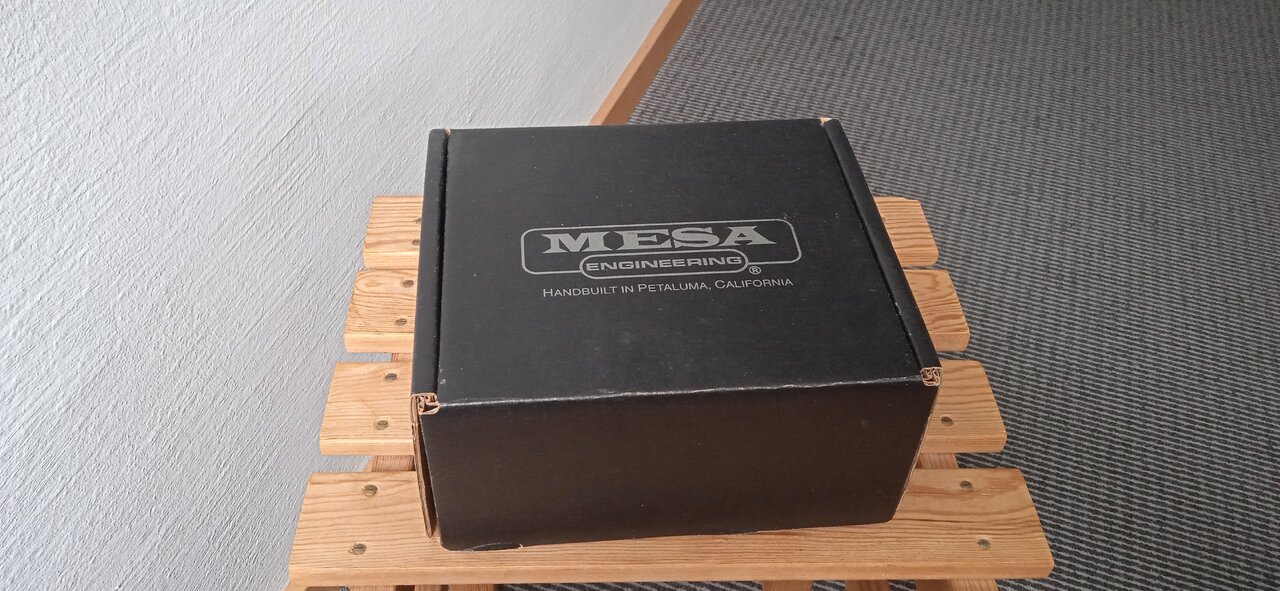 MESA
ENGINEERING ®
HANDBUILT IN PETALUMA, CALIFORNIA